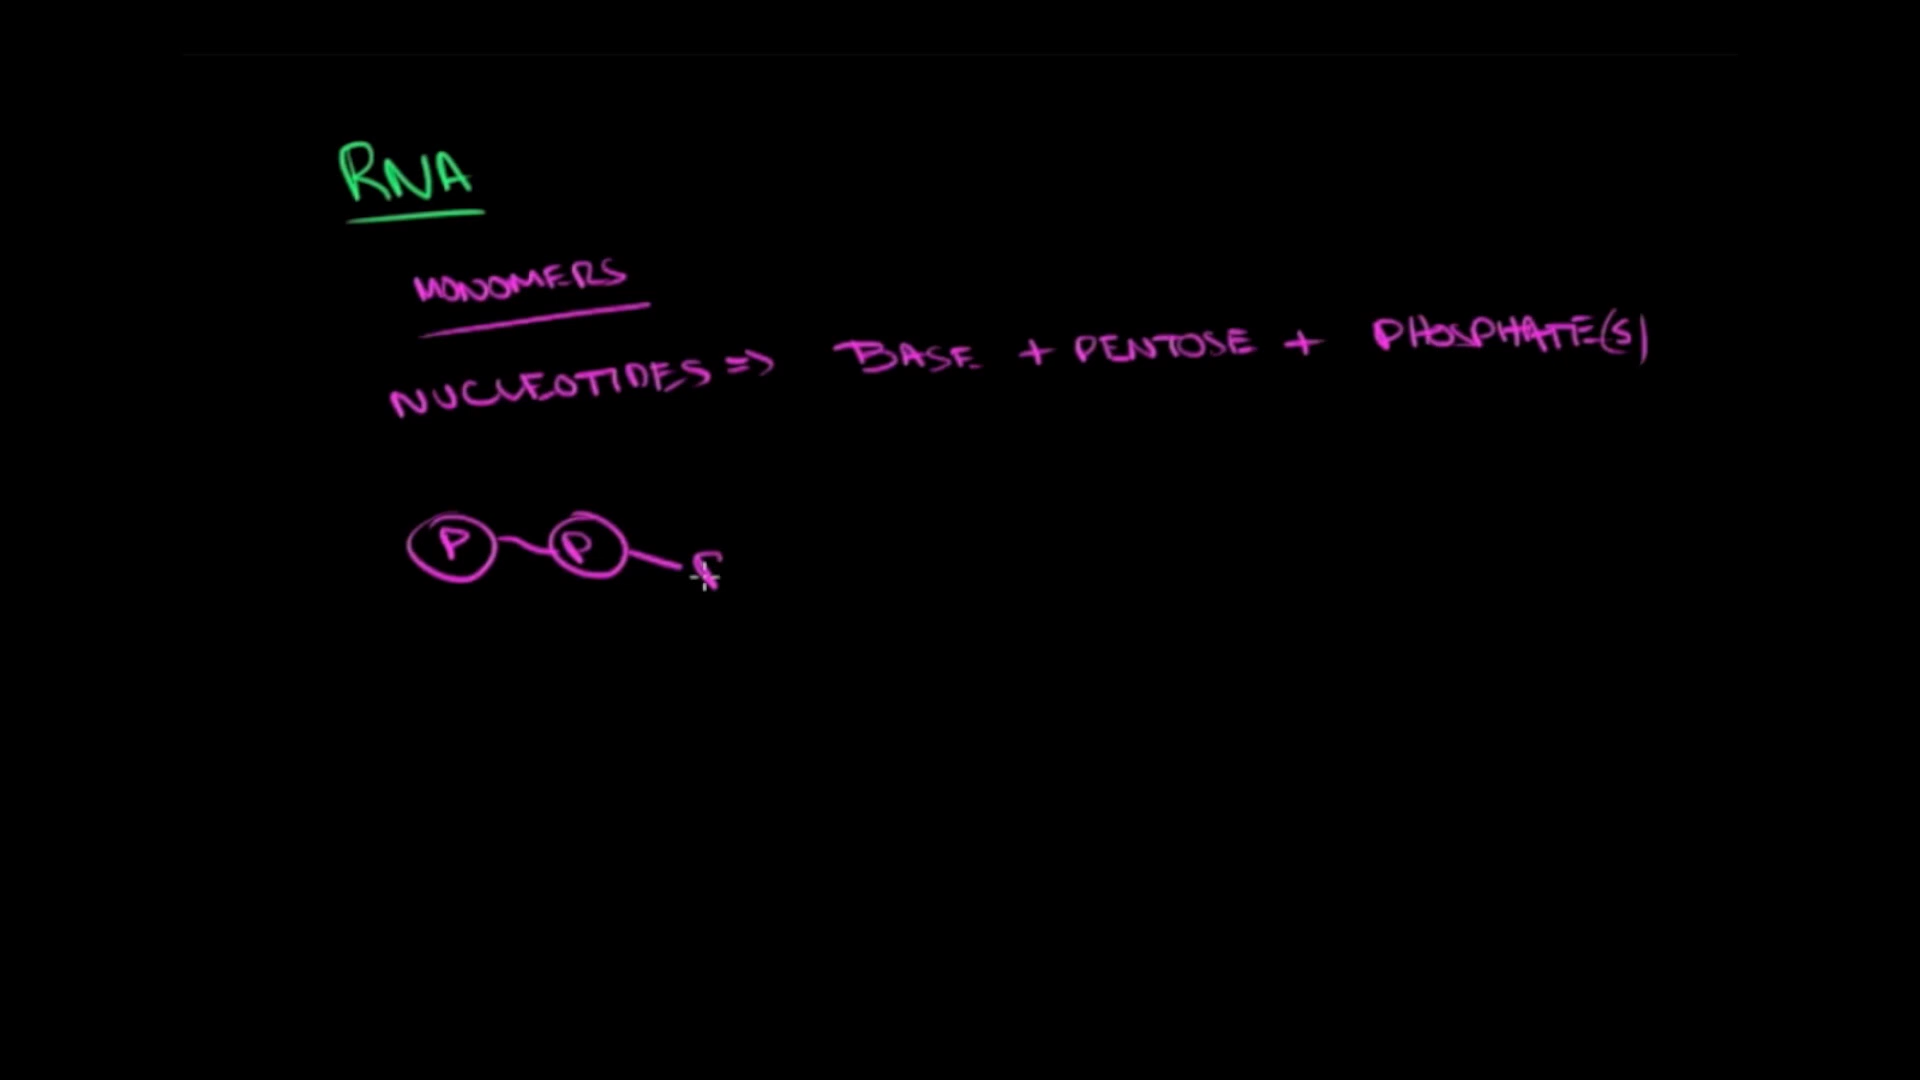 RNA
MONOMERS
NUCLEOTIDES => BASE + PENTOSE + PHOSPHATE(S)
P P P